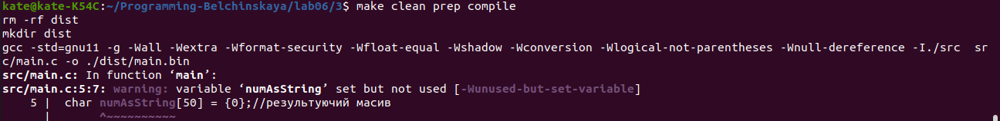 kate@kate-K54C:~/Programming-Belchinskaya/lab06/3$ make clean prep compile
rm -rf dist
mkdir dist
gcc -std=gnu11 -g -Wall -Wextra -Wformat-security -Wfloat-equal -Wshadow -Wconversion -Wlogical-not-parentheses -Wnull-dereference -I./src  sr
c/main.c -o ./dist/main.bin
src/main.c: In function ‘main’:
src/main.c:5:7: warning: variable ‘numAsString’ set but not used [-Wunused-but-set-variable]
    5 |  char numAsString[50] = {0};//результуючий масив
      |       ^~~~~~~~~~~